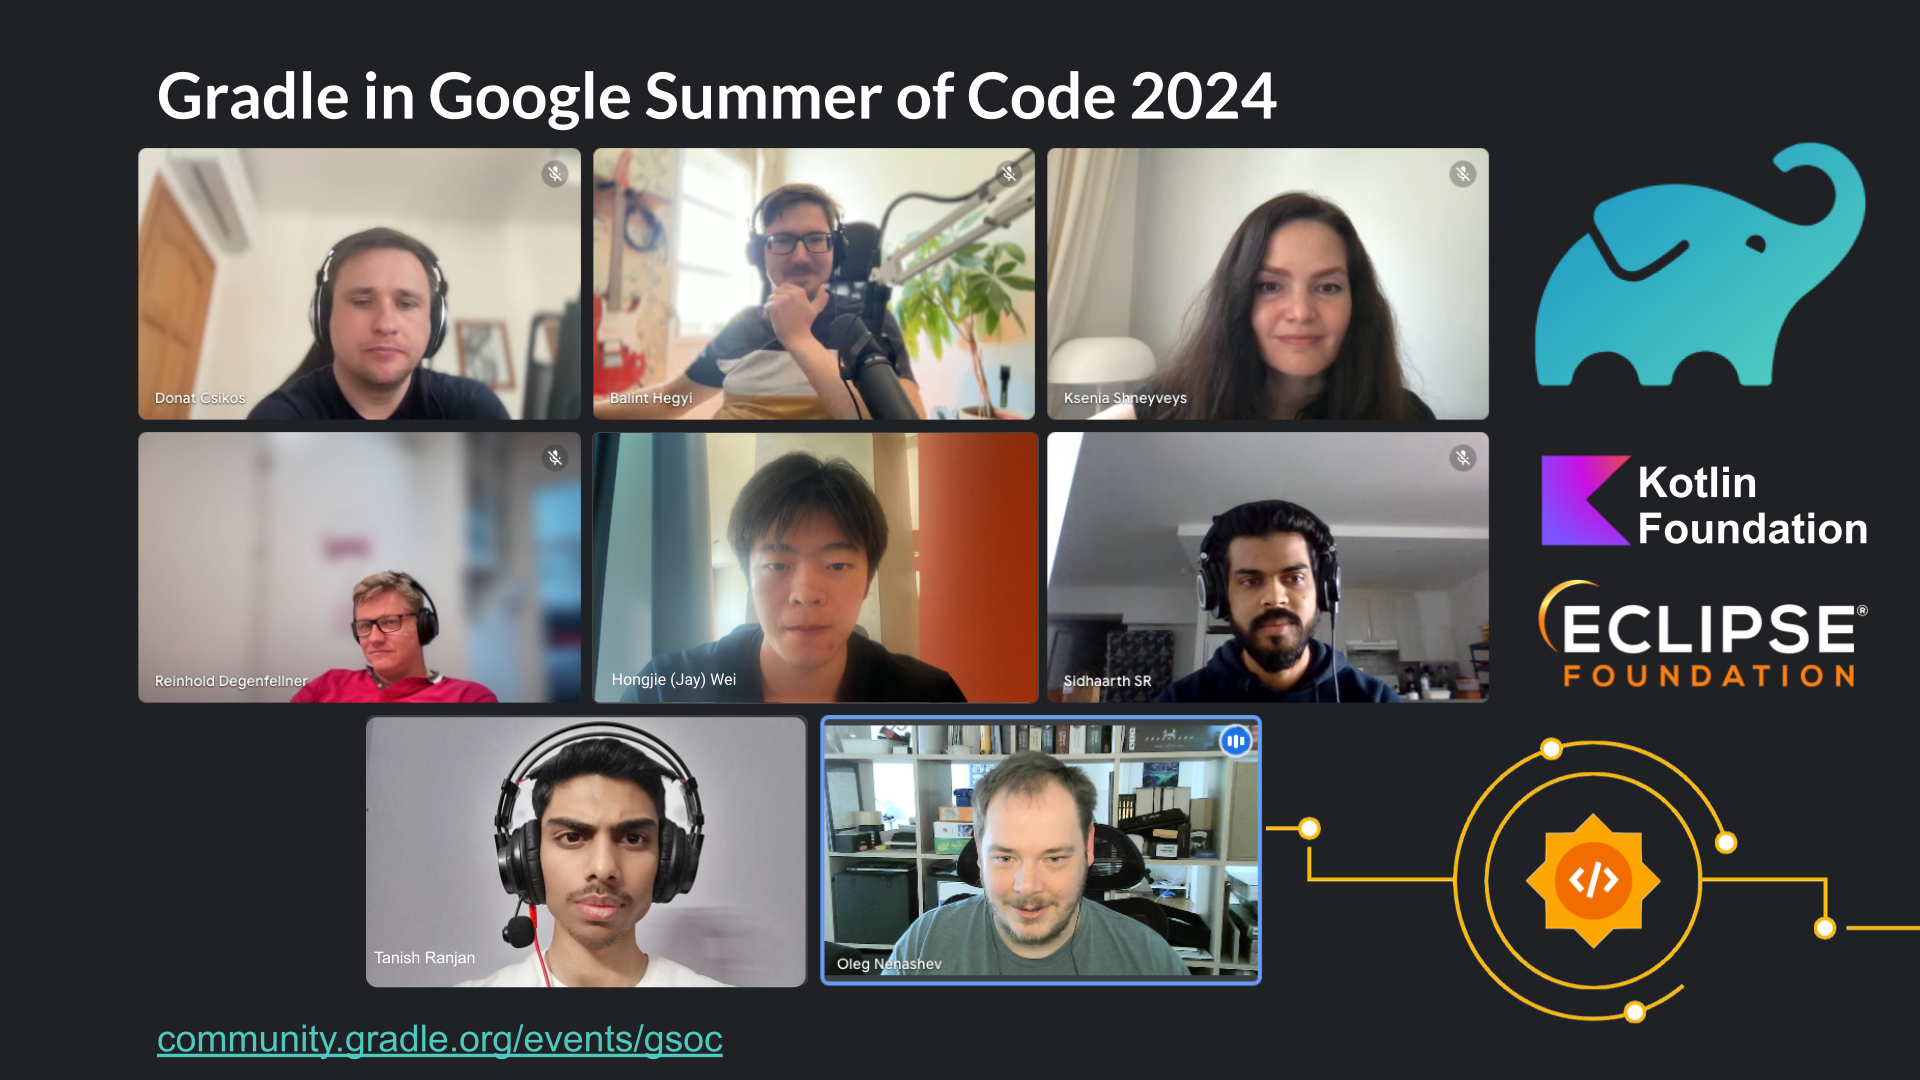 Gradle in Google Summer of Code 2024
Donat Csikos
Balint Hegyi
Ksenia Shneyveys
Reinhold Degenfellner
Hongjie (Jay) Wei
Sidhaarth SR
Tanish Ranjan
Oleg Nenashev
Kotlin
Foundation
ECLIPSE®
FOUNDATION
</>
community.gradle.org/events/gsoc